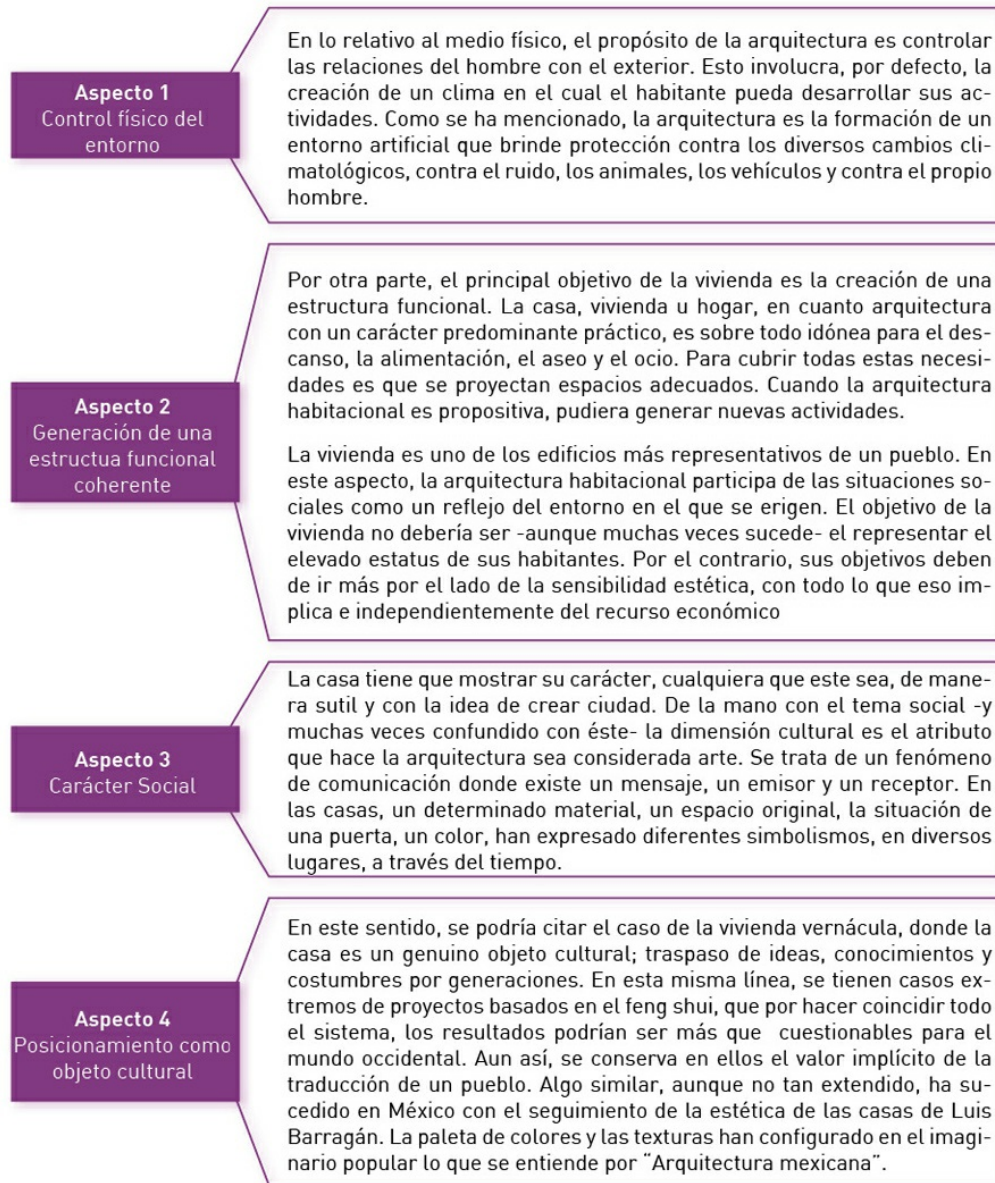 Aspecto 1
Control físico del
entorno
En lo relativo al medio físico, el propósito de la arquitectura es controlar
las relaciones del hombre con el exterior. Esto involucra, por defecto, la
creación de un clima en el cual el habitante pueda desarrollar sus ac-
tividades. Como se ha mencionado, la arquitectura es la formación de un
entorno artificial que brinde protección contra los diversos cambios cli-
matológicos, contra el ruido, los animales, los vehículos y contra el propio
hombre.
Aspecto 2
Generación de una
estructua funcional
coherente
Por otra parte, el principal objetivo de la vivienda es la creación de una
estructura funcional. La casa, vivienda u hogar, en cuanto arquitectura
con un carácter predominante práctico, es sobre todo idónea para el des-
canso, la alimentación, el aseo y el ocio. Para cubrir todas estas necesi-
dades es que se proyectan espacios adecuados. Cuando la arquitectura
habitacional es propositiva, pudiera generar nuevas actividades.
La vivienda es uno de los edificios más representativos de un pueblo. En
este aspecto, la arquitectura habitacional participa de las situaciones so-
ciales como un reflejo del entorno en el que se erigen. El objetivo de la
vivienda no debería ser -aunque muchas veces sucede- el representar el
elevado estatus de sus habitantes. Por el contrario, sus objetivos deben
de ir más por el lado de la sensibilidad estética, con todo lo que eso im-
plica e independientemente del recurso económico
Aspecto 3
Carácter Social
La casa tiene que mostrar su carácter, cualquiera que este sea, de mane-
ra sutil y con la idea de crear ciudad. De la mano con el tema social -y
muchas veces confundido con éste- la dimensión cultural es el atributo
que hace la arquitectura sea considerada arte. Se trata de un fenómeno
de comunicación donde existe un mensaje, un emisor y un receptor. En
las casas, un determinado material, un espacio original, la situación de
una puerta, un color, han expresado diferentes simbolismos, en diversos
lugares, a través del tiempo.
Aspecto 4
Posicionamiento como
objeto cultural
En este sentido, se podría citar el caso de la vivienda vernácula, donde la
casa es un genuino objeto cultural; traspaso de ideas, conocimientos y
costumbres por generaciones. En esta misma línea, se tienen casos ex-
tremos de proyectos basados en el feng shui, que por hacer coincidir todo
el sistema, los resultados podrían ser más que cuestionables para el
mundo occidental. Aun así, se conserva en ellos el valor implícito de la
traducción de un pueblo. Algo similar, aunque no tan extendido, ha su-
cedido en México con el seguimiento de la estética de las casas de Luis
Barragán. La paleta de colores y las texturas han configurado en el imagi-
nario popular lo que se entiende por “Arquitectura mexicana”.